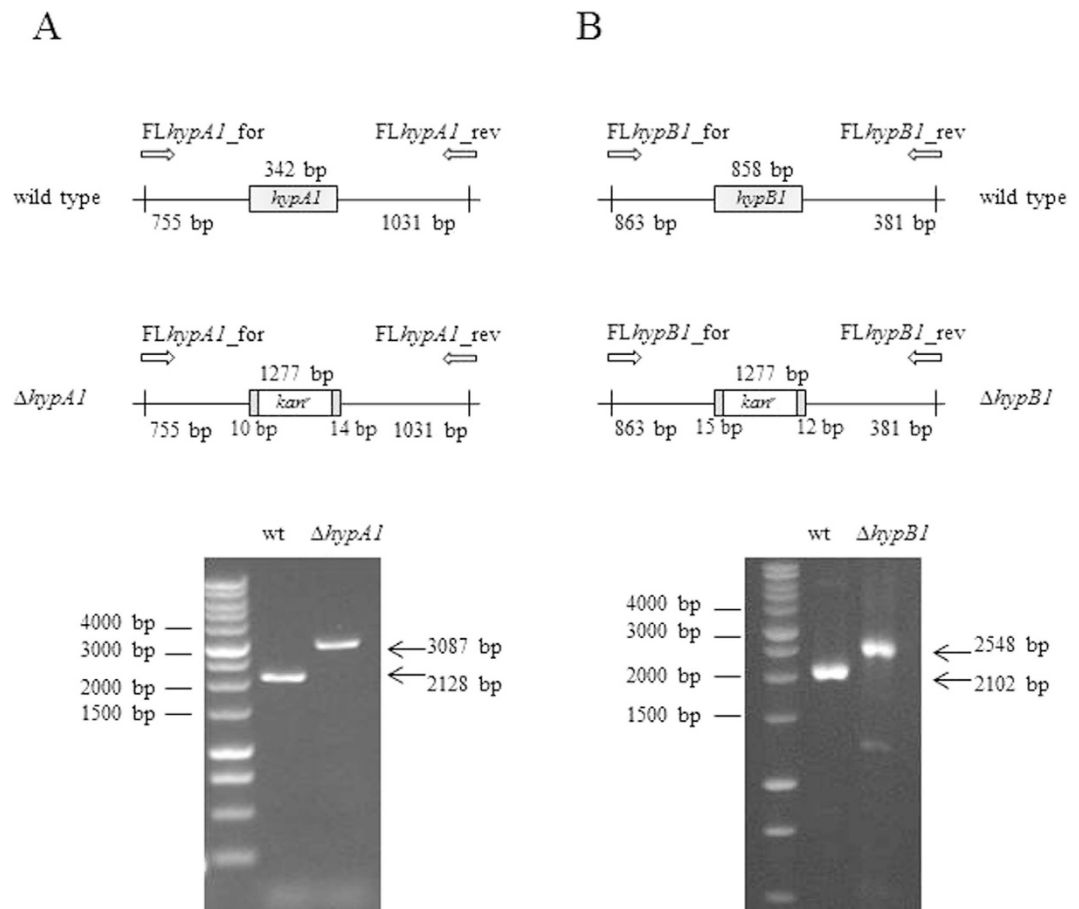 A
B
FLhypA1_for
FLhypA1_rev
342 bp
wild type
hypA1
755 bp
1031 bp
FLhypB1_for
FLhypB1_rev
858 bp
hypB1
wild type
863 bp
381 bp
FLhypA1_for
FLhypA1_rev
1277 bp
ΔhypA1
kanʳ
755 bp
10 bp
14 bp
1031 bp
FLhypB1_for
FLhypB1_rev
1277 bp
kanʳ
ΔhypB1
863 bp
15 bp
12 bp
381 bp
wt
ΔhypA1
4000 bp
3000 bp
2000 bp
1500 bp
3087 bp
2128 bp
wt
ΔhypB1
4000 bp
3000 bp
2000 bp
1500 bp
2548 bp
2102 bp